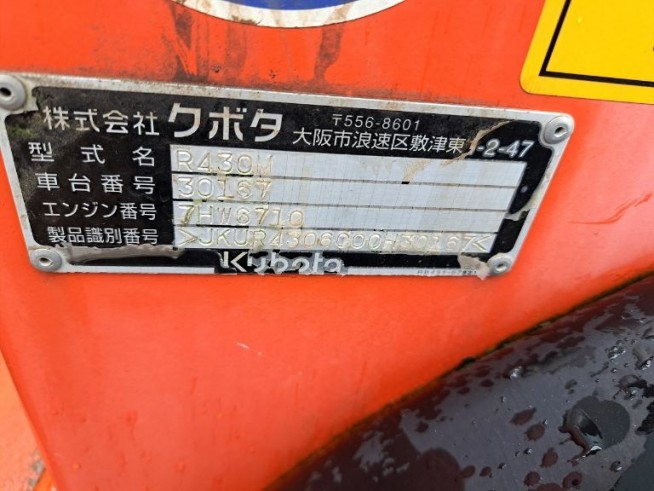 株式会社 クボタ 〒556-8601
大阪市浪速区敷津東 -2-47
型式名 R430M
車台番号 30167
エンジン番号 7HW6710
製品識別番号
Kubota